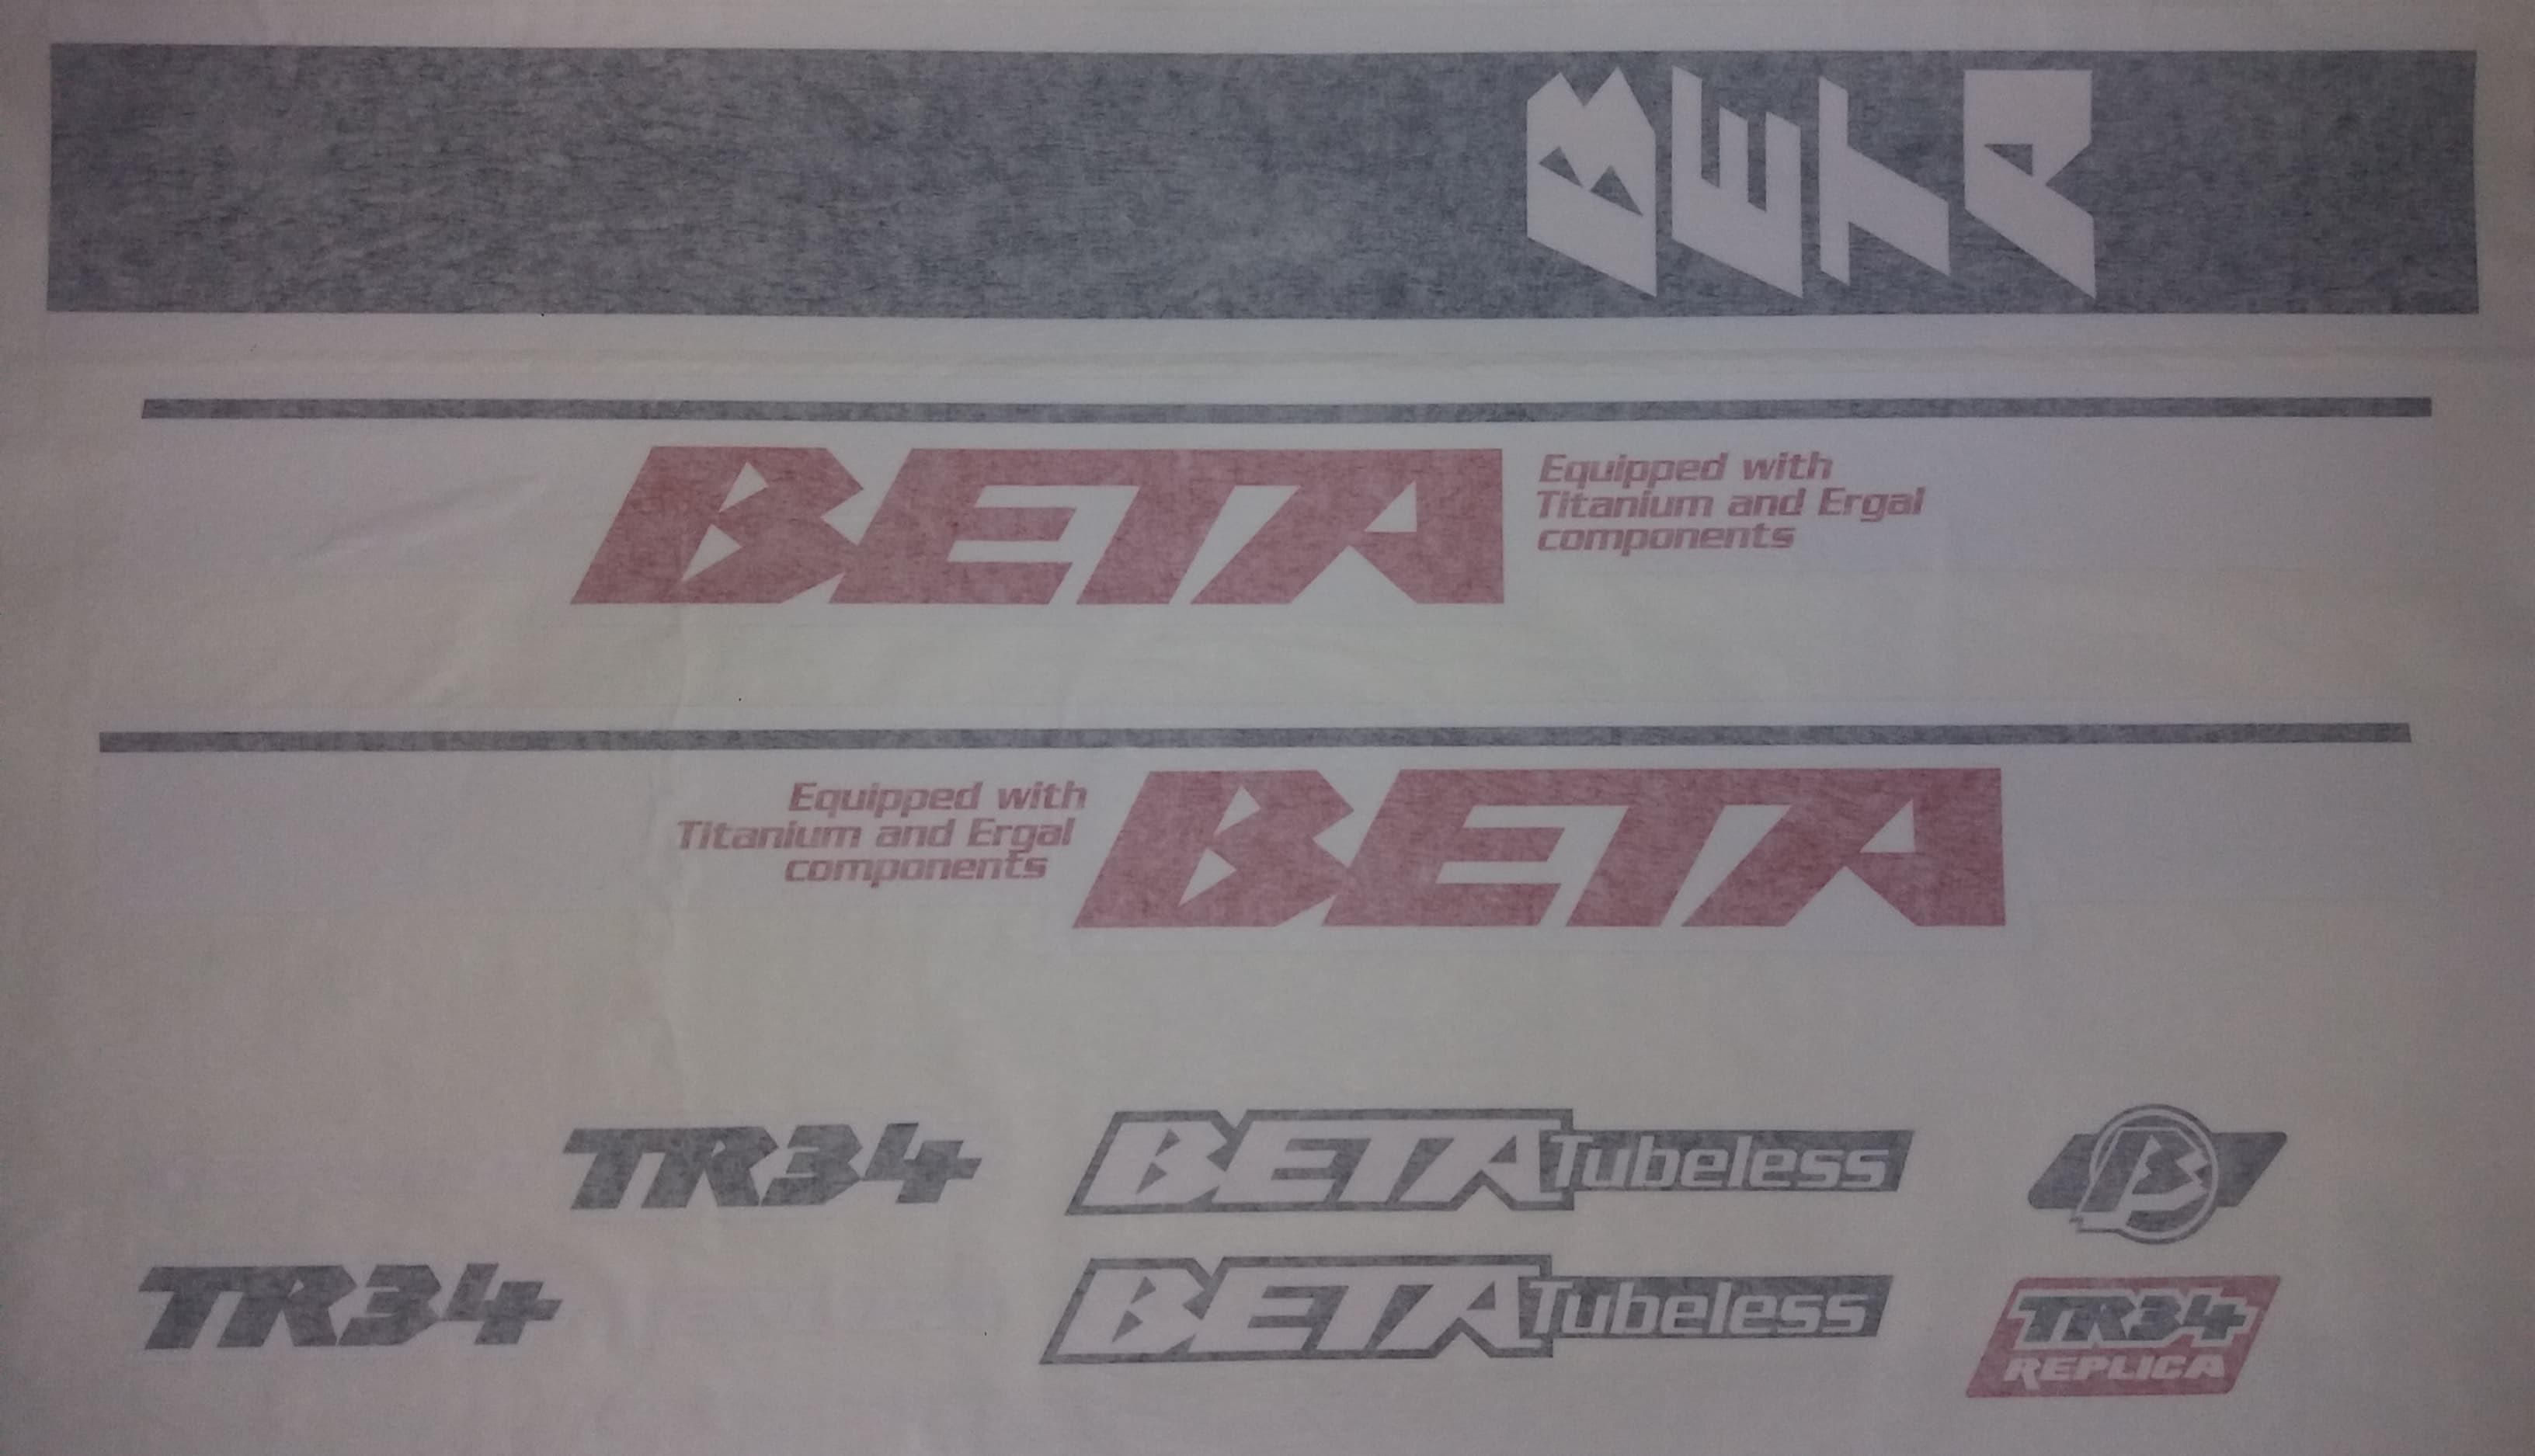 BETA
BETA
Equipped with
Titanium and Ergal
components
Equipped with
Titanium and Ergal
components
BETA
TR34
BETA Tubeless
B
TR34
BETA Tubeless
TR34
REPLICA